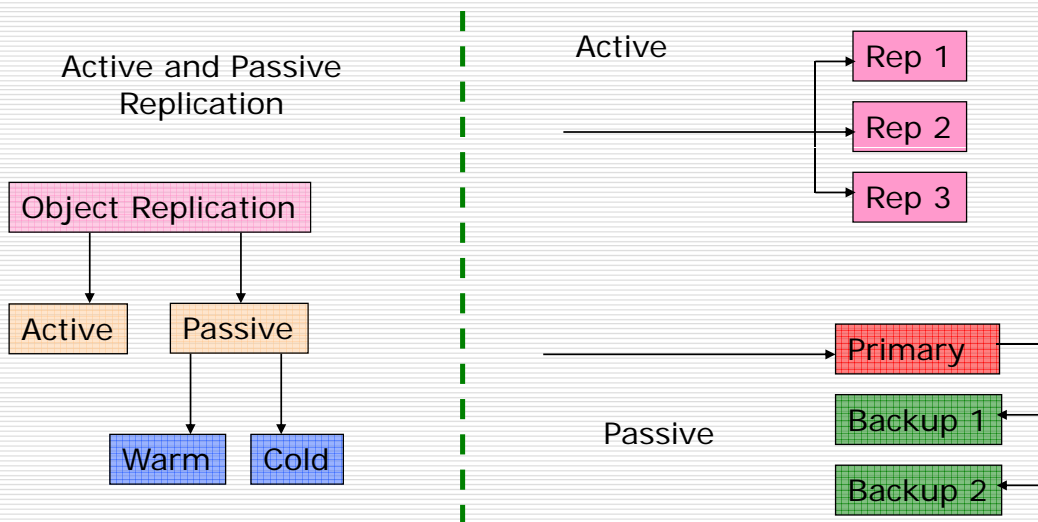 Active and Passive
Replication
Object Replication
Active
Passive
Warm
Cold
Active
Rep 1
Rep 2
Rep 3
Primary
Backup 1
Passive
Backup 2